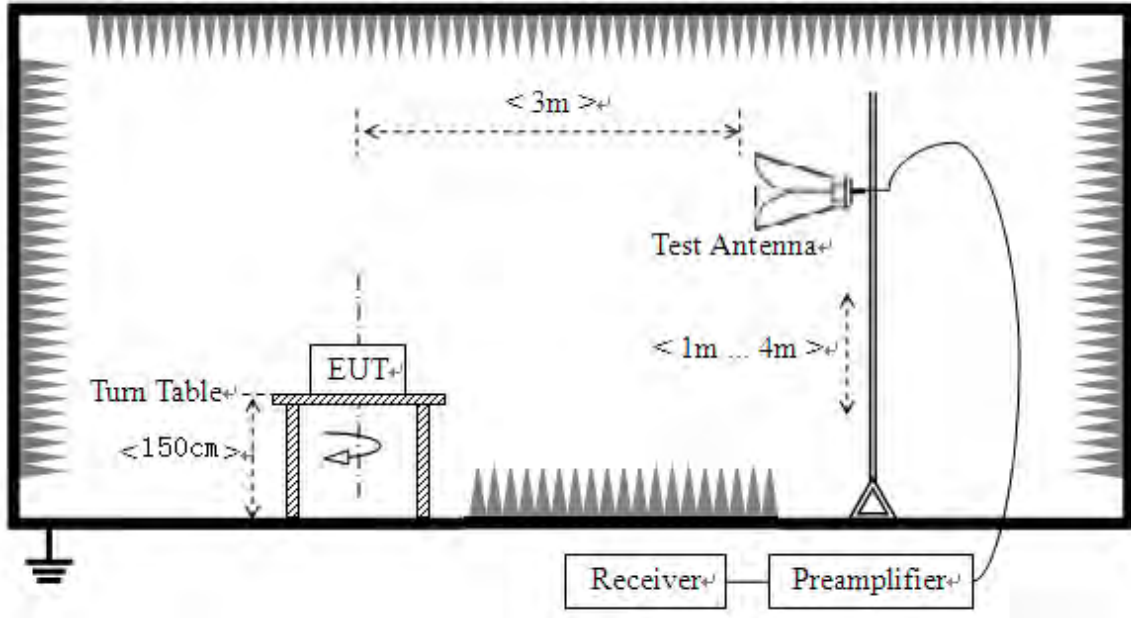 < 3m >↵
Test Antenna↵
< 1m ... 4m >↵
EUT↵
Turn Table↵
<150cm>↵
Receiver↵
Preamplifier↵